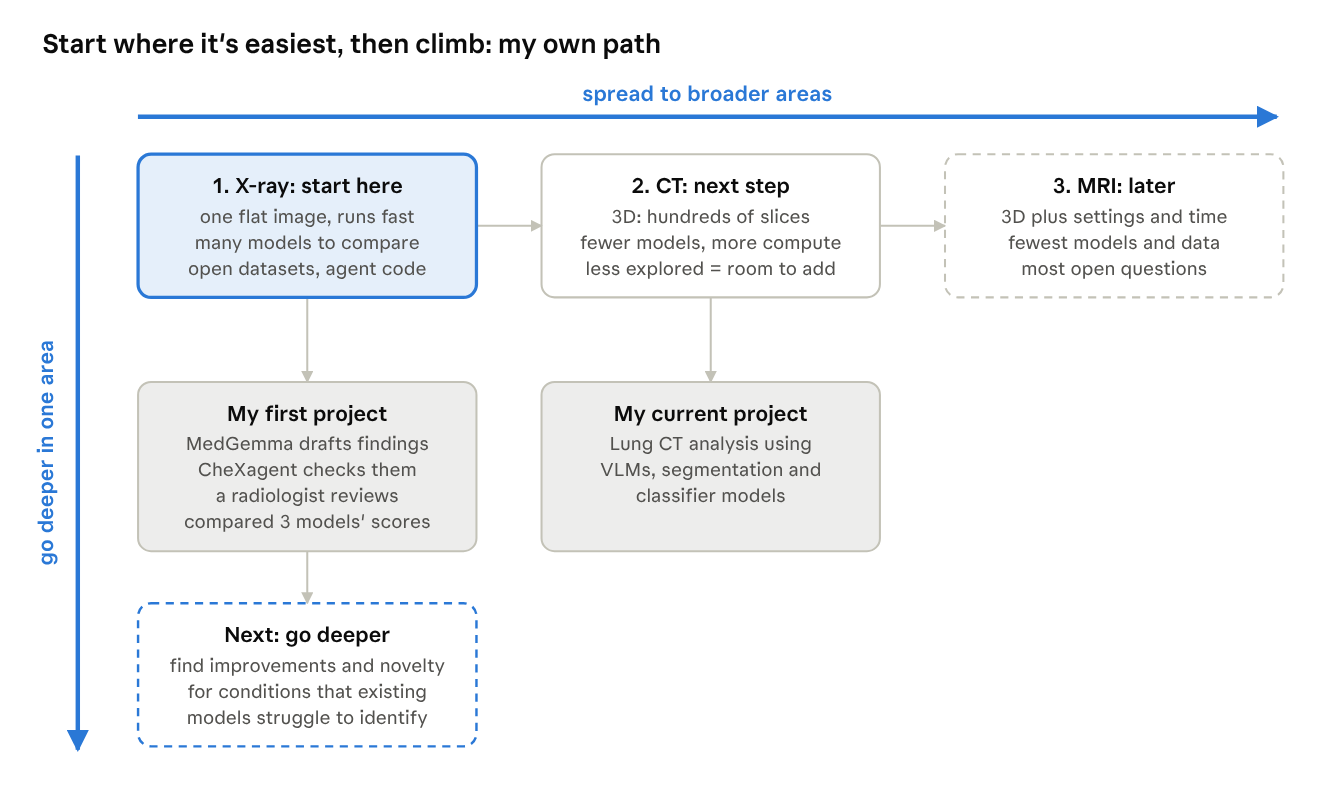 Start where it's easiest, then climb: my own path
spread to broader areas
go deeper in one area
1. X-ray: start here
one flat image, runs fast
many models to compare
open datasets, agent code
2. CT: next step
3D: hundreds of slices
fewer models, more compute
less explored = room to add
3. MRI: later
3D plus settings and time
fewest models and data
most open questions
My first project
MedGemma drafts findings
CheXagent checks them
a radiologist reviews
compared 3 models' scores
My current project
Lung CT analysis using
VLMs, segmentation and
classifier models
Next: go deeper
find improvements and novelty
for conditions that existing
models struggle to identify